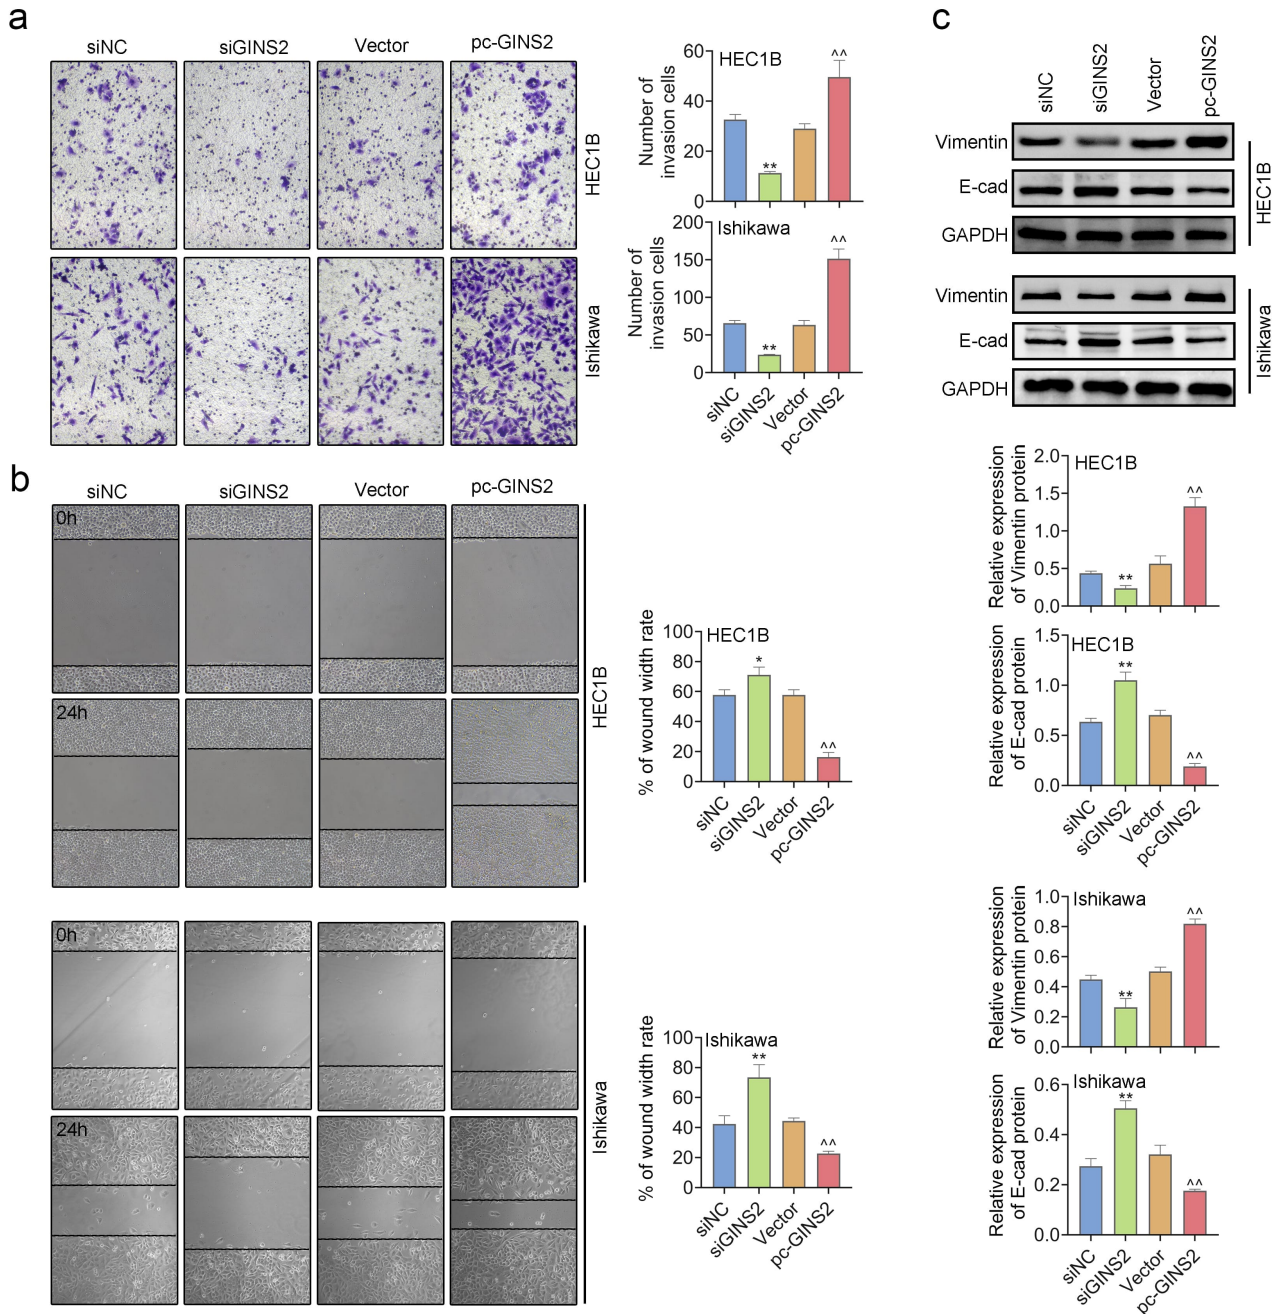 a
siNC
siGINS2
Vector
pc-GINS2
HEC1B
Ishikawa
Number of
invasion cells
60
40
20
0
HEC1B
**
^^
Number of
invasion cells
200
150
100
50
0
Ishikawa
**
^^
siNC
siGINS2
Vector
pc-GINS2
b
siNC
siGINS2
Vector
pc-GINS2
0h
24h
HEC1B
% of wound width rate
100
80
60
40
20
0
HEC1B
*
^^
siNC
siGINS2
Vector
pc-GINS2
0h
24h
Ishikawa
% of wound width rate
100
80
60
40
20
0
Ishikawa
**
^^
siNC
siGINS2
Vector
pc-GINS2
c
siNC
siGINS2
Vector
pc-GINS2
Vimentin
E-cad
GAPDH
HEC1B
Vimentin
E-cad
GAPDH
Ishikawa
Relative expression
of Vimentin protein
2.0
1.5
1.0
0.5
0.0
HEC1B
**
^^
Relative expression
of E-cad protein
1.5
1.0
0.5
0.0
HEC1B
**
^^
siNC
siGINS2
Vector
pc-GINS2
Relative expression
of Vimentin protein
1.0
0.8
0.6
0.4
0.2
0.0
Ishikawa
**
^^
Relative expression
of E-cad protein
0.6
0.4
0.2
0.0
Ishikawa
**
^^
siNC
siGINS2
Vector
pc-GINS2